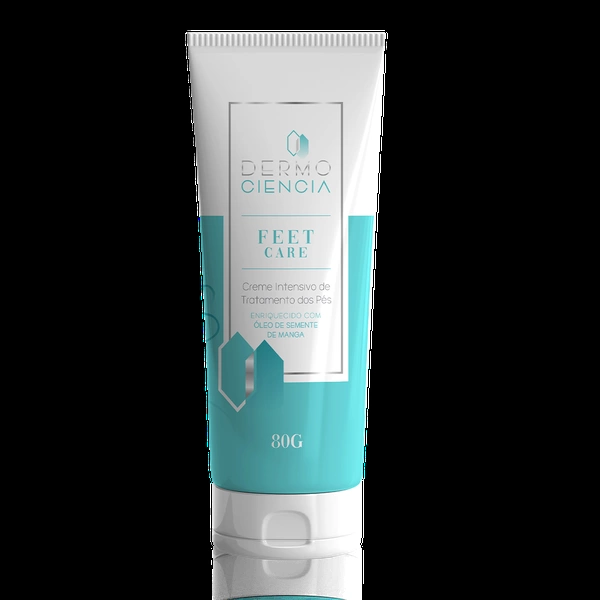 DERMO
CIENCIA
FEET
CARE
Creme Intensivo de
Tratamento dos Pés
ENRIQUECIDO COM
ÓLEO DE SEMENTE
DE MANGA
80G